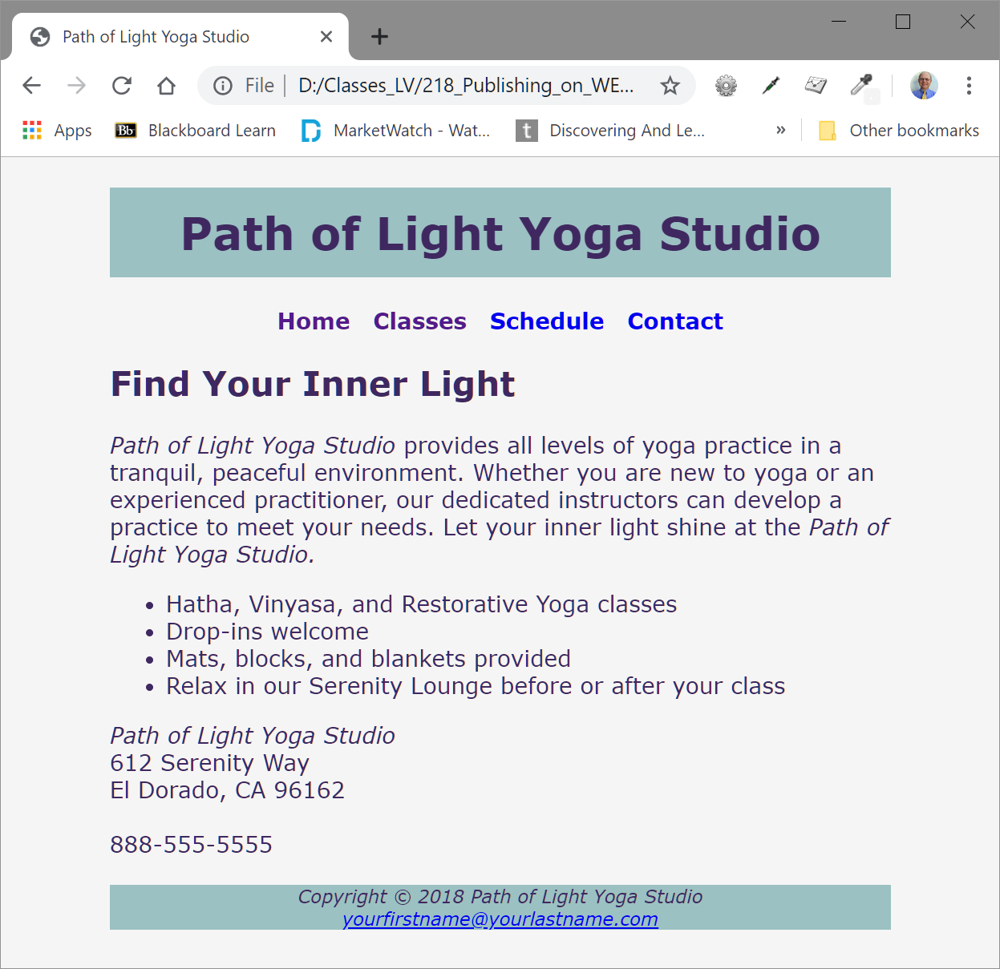 Path of Light Yoga Studio
File | D:/Classes_LV/218_Publishing_on_WE...
Apps Bb Blackboard Learn MarketWatch - Wat... t Discovering And Le... » Other bookmarks
Path of Light Yoga Studio
Home Classes Schedule Contact
Find Your Inner Light
Path of Light Yoga Studio provides all levels of yoga practice in a
tranquil, peaceful environment. Whether you are new to yoga or an
experienced practitioner, our dedicated instructors can develop a
practice to meet your needs. Let your inner light shine at the Path of
Light Yoga Studio.
• Hatha, Vinyasa, and Restorative Yoga classes
• Drop-ins welcome
• Mats, blocks, and blankets provided
• Relax in our Serenity Lounge before or after your class
Path of Light Yoga Studio
612 Serenity Way
El Dorado, CA 96162
888-555-5555
Copyright © 2018 Path of Light Yoga Studio
yourfirstname@yourlastname.com